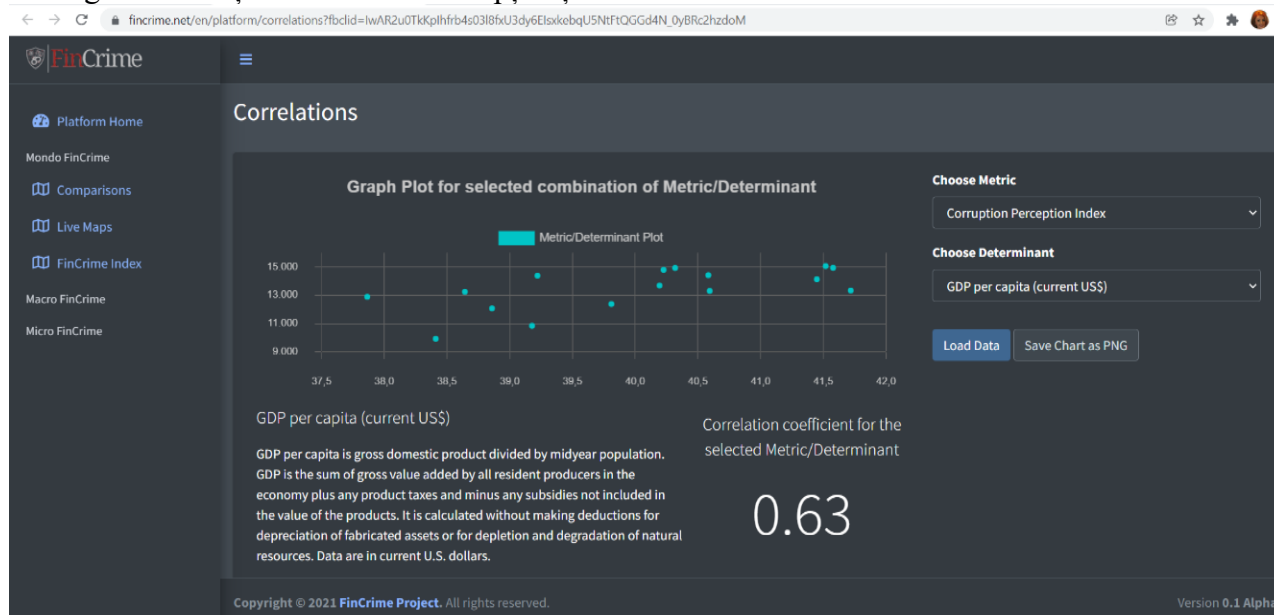 fincrime.net/en/platform/correlations?fbclid=IwAR2u0TkKpIhfrb4s03l8fxU3dy6EIsxkebqU5NtFtQGGd4N_0yBRc2hzdoM
FinCrime
Platform Home
Mondo FinCrime
Comparisons
Live Maps
FinCrime Index
Macro FinCrime
Micro FinCrime
Correlations
Graph Plot for selected combination of Metric/Determinant
Metric/Determinant Plot
15.000
13.000
11.000
9.000
37,5 38,0 38,5 39,0 39,5 40,0 40,5 41,0 41,5 42,0
GDP per capita (current US$)
GDP per capita is gross domestic product divided by midyear population.
GDP is the sum of gross value added by all resident producers in the
economy plus any product taxes and minus any subsidies not included in
the value of the products. It is calculated without making deductions for
depreciation of fabricated assets or for depletion and degradation of natural
resources. Data are in current U.S. dollars.
Correlation coefficient for the
selected Metric/Determinant
0.63
Choose Metric
Corruption Perception Index
Choose Determinant
GDP per capita (current US$)
Load Data
Save Chart as PNG
Copyright © 2021 FinCrime Project. All rights reserved.
Version 0.1 Alpha